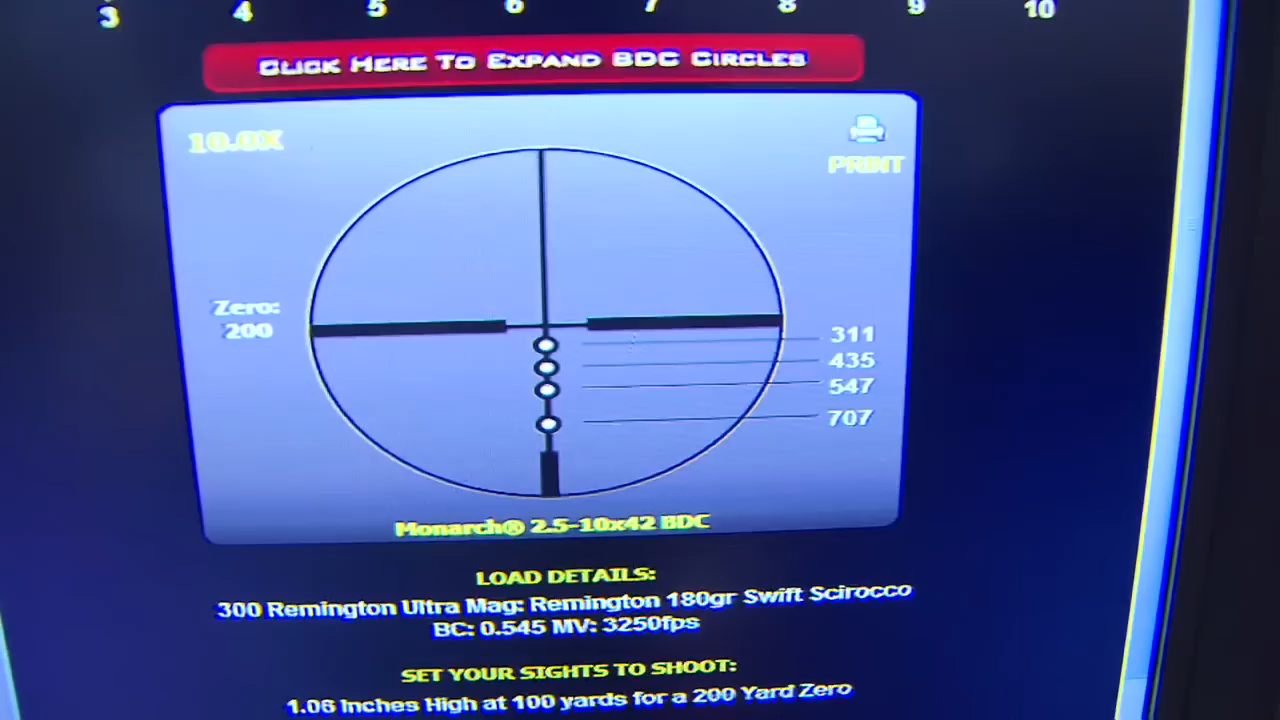 3 4 5 6 7 8 9 10
CLICK HERE TO EXPAND BDC CIRCLES
10.0X
PRINT
Zero:
200
311
435
547
707
Monarch® 2.5-10x42 BDC
LOAD DETAILS:
300 Remington Ultra Mag: Remington 180gr Swift Scirocco
BC: 0.545 MV: 3250fps
SET YOUR SIGHTS TO SHOOT:
1.06 Inches High at 100 yards for a 200 Yard Zero